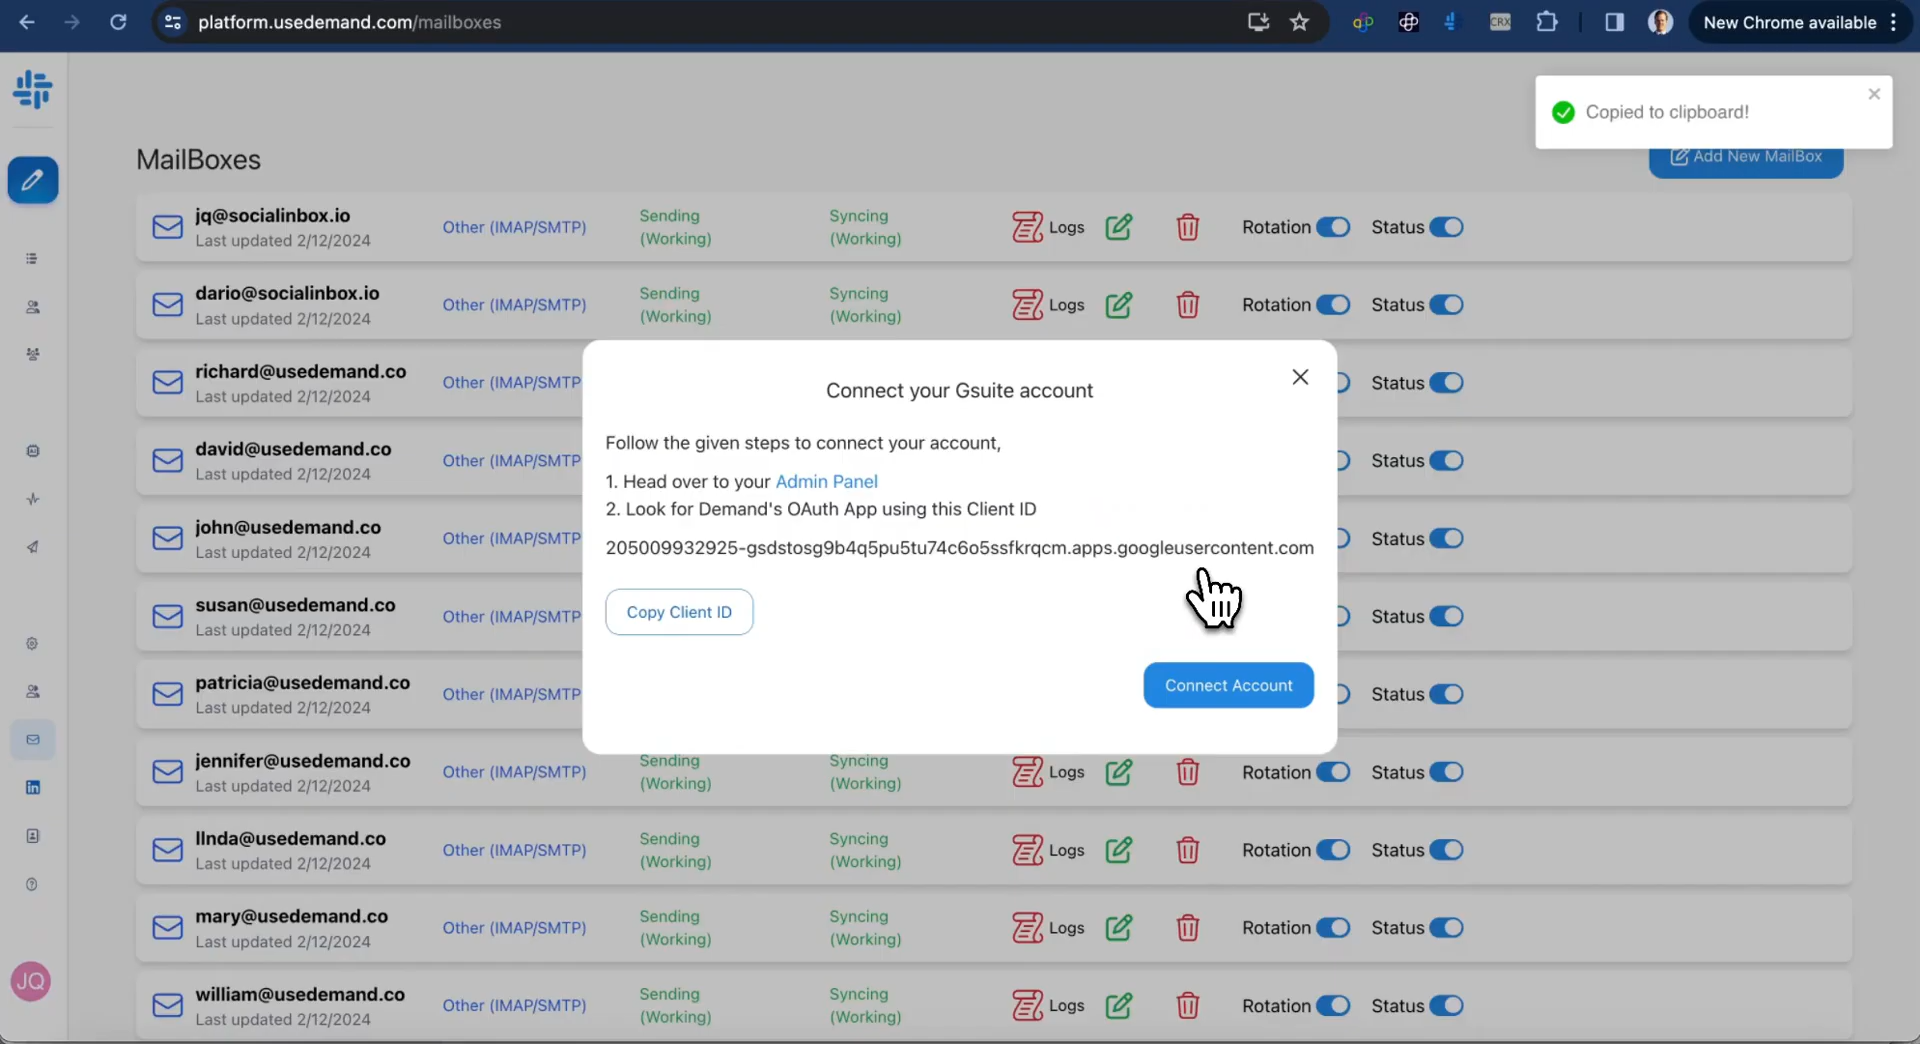 platform.usedemand.com/mailboxes
CRX
New Chrome available
Copied to clipboard!
MailBoxes
Add New MailBox
jq@socialinbox.io
Last updated 2/12/2024
Other (IMAP/SMTP)
Sending
(Working)
Syncing
(Working)
Logs
Rotation
Status
dario@socialinbox.io
Last updated 2/12/2024
Other (IMAP/SMTP)
Sending
(Working)
Syncing
(Working)
Logs
Rotation
Status
richard@usedemand.co
Last updated 2/12/2024
Other (IMAP/SMTP
Status
david@usedemand.co
Last updated 2/12/2024
Other (IMAP/SMTP
Status
john@usedemand.co
Last updated 2/12/2024
Other (IMAP/SMTP
Status
susan@usedemand.co
Last updated 2/12/2024
Other (IMAP/SMTP
Status
patricia@usedemand.co
Last updated 2/12/2024
Other (IMAP/SMTP
Status
Connect your Gsuite account
Follow the given steps to connect your account,
1. Head over to your Admin Panel
2. Look for Demand's OAuth App using this Client ID
205009932925-gsdstosg9b4q5pu5tu74c6o5ssfkrqcm.apps.googleusercontent.com
Copy Client ID
Connect Account
jennifer@usedemand.co
Last updated 2/12/2024
Other (IMAP/SMTP)
Sending
(Working)
Syncing
(Working)
Logs
Rotation
Status
lInda@usedemand.co
Last updated 2/12/2024
Other (IMAP/SMTP)
Sending
(Working)
Syncing
(Working)
Logs
Rotation
Status
mary@usedemand.co
Last updated 2/12/2024
Other (IMAP/SMTP)
Sending
(Working)
Syncing
(Working)
Logs
Rotation
Status
william@usedemand.co
Last updated 2/12/2024
Other (IMAP/SMTP)
Sending
(Working)
Syncing
(Working)
Logs
Rotation
Status
JQ